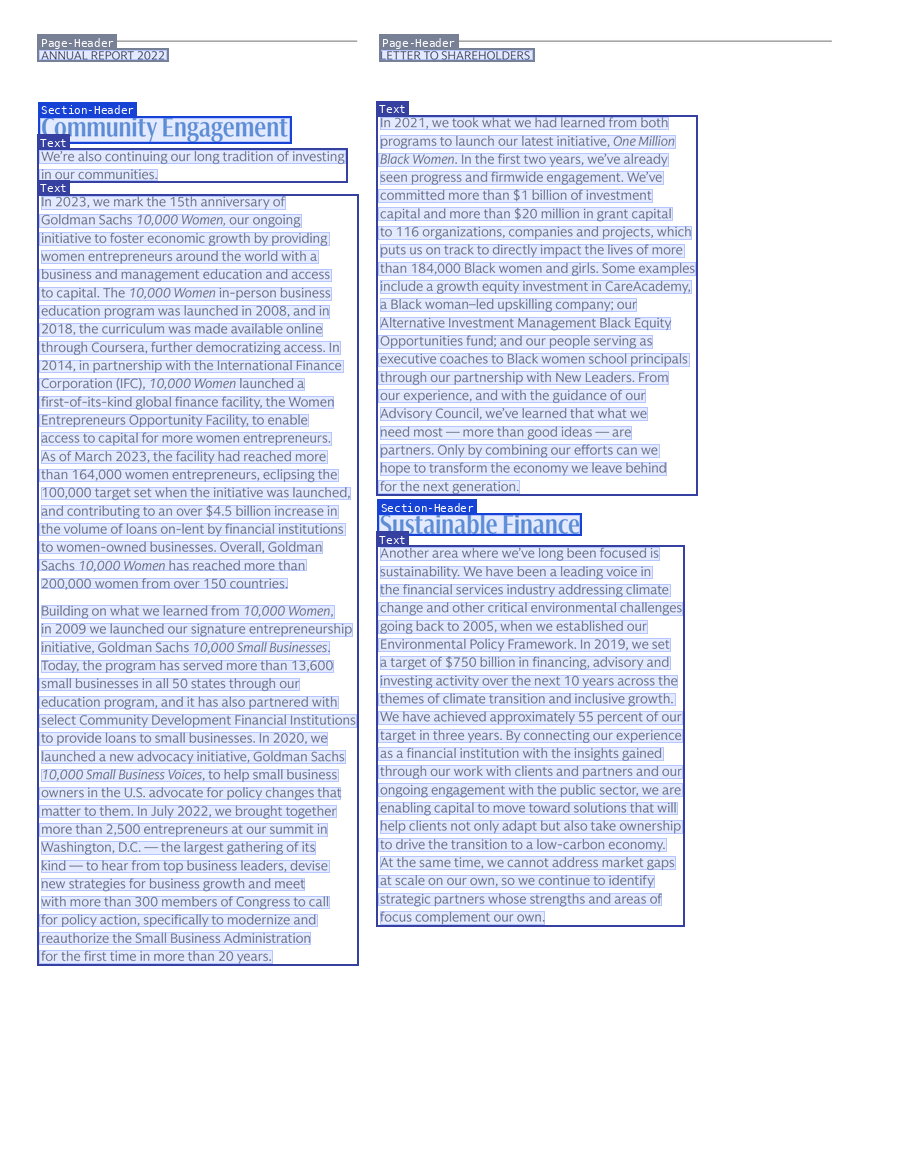 Page-Header
ANNUAL REPORT 2022
Page-Header
LETTER TO SHAREHOLDERS
Section-Header
Community Engagement
Text
We're also continuing our long tradition of investing
in our communities.
Text
In 2023, we mark the 15th anniversary of
Goldman Sachs 10,000 Women, our ongoing
initiative to foster economic growth by providing
women entrepreneurs around the world with a
business and management education and access
to capital. The 10,000 Women in-person business
education program was launched in 2008, and in
2018, the curriculum was made available online
through Coursera, further democratizing access. In
2014, in partnership with the International Finance
Corporation (IFC), 10,000 Women launched a
first-of-its-kind global finance facility, the Women
Entrepreneurs Opportunity Facility, to enable
access to capital for more women entrepreneurs.
As of March 2023, the facility had reached more
than 164,000 women entrepreneurs, eclipsing the
100,000 target set when the initiative was launched,
and contributing to an over $4.5 billion increase in
the volume of loans on-lent by financial institutions
to women-owned businesses. Overall, Goldman
Sachs 10,000 Women has reached more than
200,000 women from over 150 countries.
Building on what we learned from 10,000 Women,
in 2009 we launched our signature entrepreneurship
initiative, Goldman Sachs 10,000 Small Businesses.
Today, the program has served more than 13,600
small businesses in all 50 states through our
education program, and it has also partnered with
select Community Development Financial Institutions
to provide loans to small businesses. In 2020, we
launched a new advocacy initiative, Goldman Sachs
10,000 Small Business Voices, to help small business
owners in the U.S. advocate for policy changes that
matter to them. In July 2022, we brought together
more than 2,500 entrepreneurs at our summit in
Washington, D.C. — the largest gathering of its
kind — to hear from top business leaders, devise
new strategies for business growth and meet
with more than 300 members of Congress to call
for policy action, specifically to modernize and
reauthorize the Small Business Administration
for the first time in more than 20 years.
Text
In 2021, we took what we had learned from both
programs to launch our latest initiative, One Million
Black Women. In the first two years, we've already
seen progress and firmwide engagement. We've
committed more than $1 billion of investment
capital and more than $20 million in grant capital
to 116 organizations, companies and projects, which
puts us on track to directly impact the lives of more
than 184,000 Black women and girls. Some examples
include a growth equity investment in CareAcademy,
a Black woman–led upskilling company; our
Alternative Investment Management Black Equity
Opportunities fund; and our people serving as
executive coaches to Black women school principals
through our partnership with New Leaders. From
our experience, and with the guidance of our
Advisory Council, we've learned that what we
need most — more than good ideas — are
partners. Only by combining our efforts can we
hope to transform the economy we leave behind
for the next generation.
Section-Header
Sustainable Finance
Text
Another area where we've long been focused is
sustainability. We have been a leading voice in
the financial services industry addressing climate
change and other critical environmental challenges
going back to 2005, when we established our
Environmental Policy Framework. In 2019, we set
a target of $750 billion in financing, advisory and
investing activity over the next 10 years across the
themes of climate transition and inclusive growth.
We have achieved approximately 55 percent of our
target in three years. By connecting our experience
as a financial institution with the insights gained
through our work with clients and partners and our
ongoing engagement with the public sector, we are
enabling capital to move toward solutions that will
help clients not only adapt but also take ownership
to drive the transition to a low-carbon economy.
At the same time, we cannot address market gaps
at scale on our own, so we continue to identify
strategic partners whose strengths and areas of
focus complement our own.